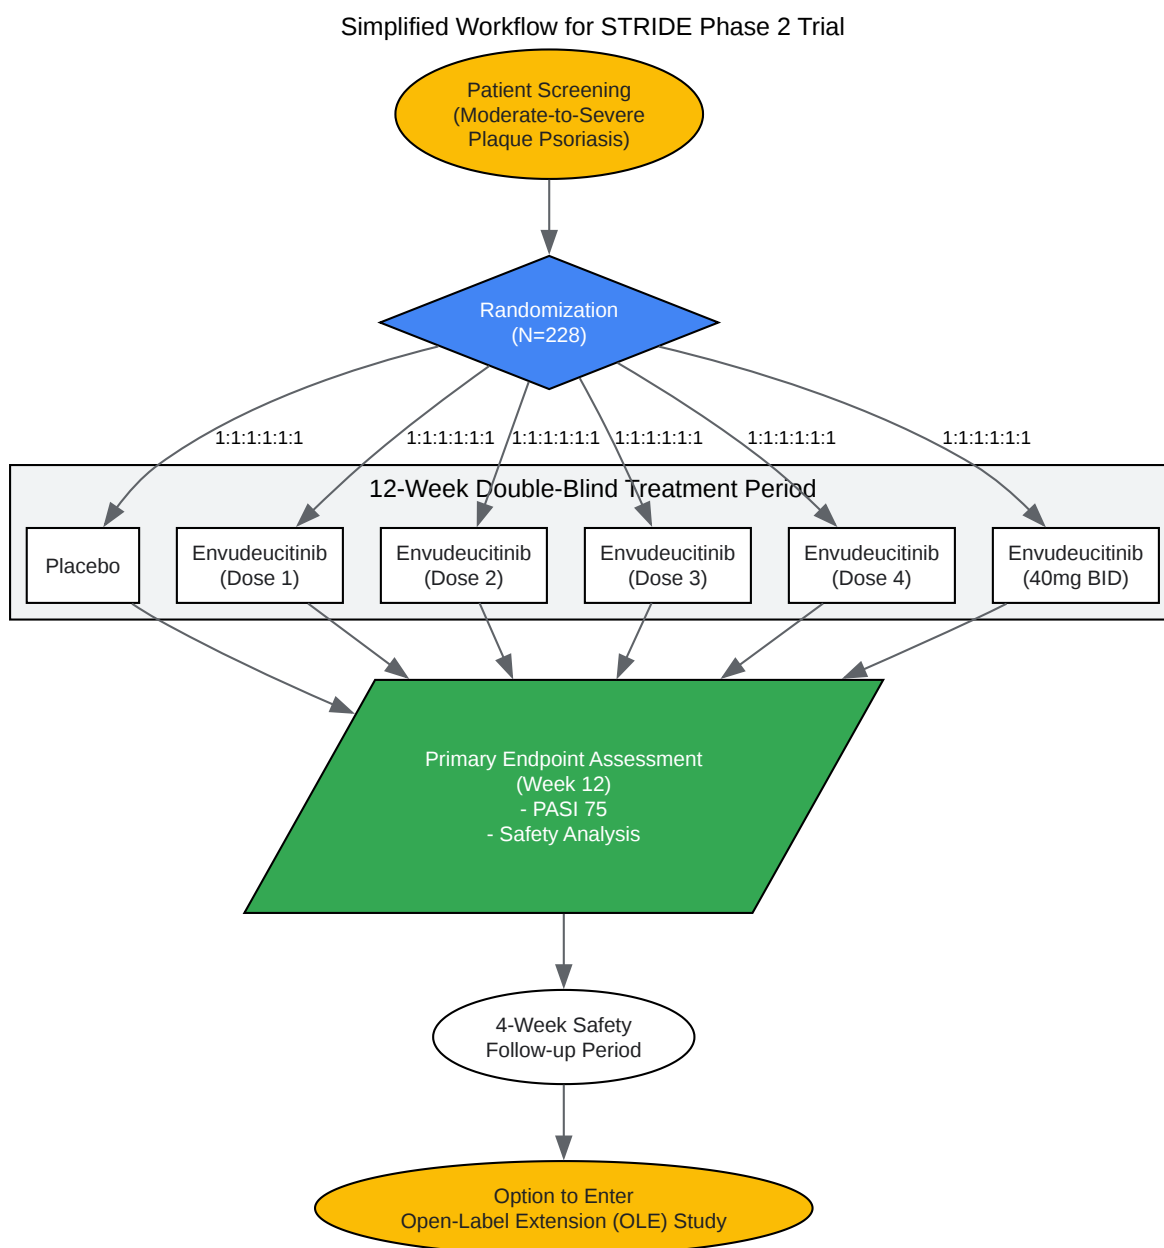 Simplified Workflow for STRIDE Phase 2 Trial
Patient Screening
(Moderate-to-Severe
Plaque Psoriasis)
Randomization
(N=228)
1:1:1:1:1:1
1:1:1:1:1:1
1:1:1:1:1:1
1:1:1:1:1:1
1:1:1:1:1:1
1:1:1:1:1:1
12-Week Double-Blind Treatment Period
Placebo
Envudeucitinib
(Dose 1)
Envudeucitinib
(Dose 2)
Envudeucitinib
(Dose 3)
Envudeucitinib
(Dose 4)
Envudeucitinib
(40mg BID)
Primary Endpoint Assessment
(Week 12)
- PASI 75
- Safety Analysis
4-Week Safety
Follow-up Period
Option to Enter
Open-Label Extension (OLE) Study